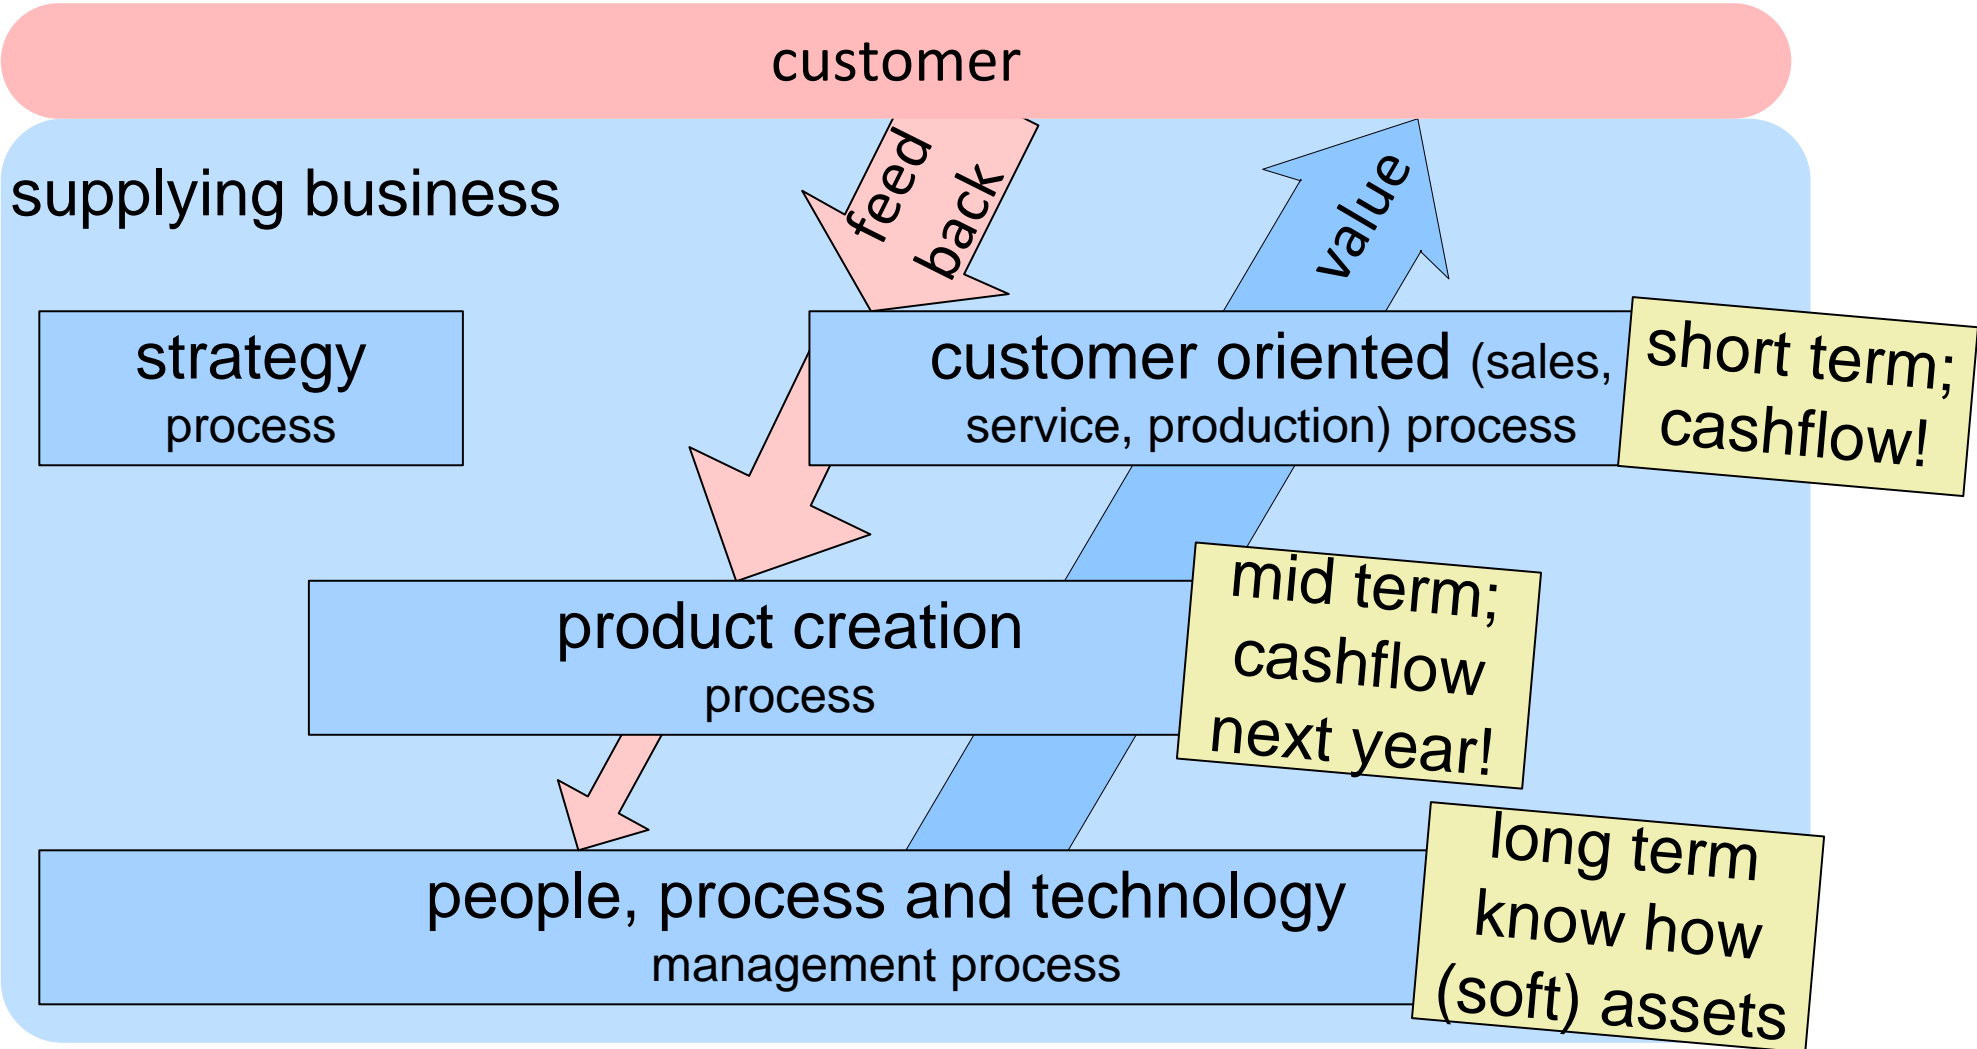 customer
feed
back
value
supplying business
strategy
process
customer oriented (sales,
service, production) process
short term;
cashflow!
product creation
process
mid term;
cashflow
next year!
people, process and technology
management process
long term
know how
(soft) assets